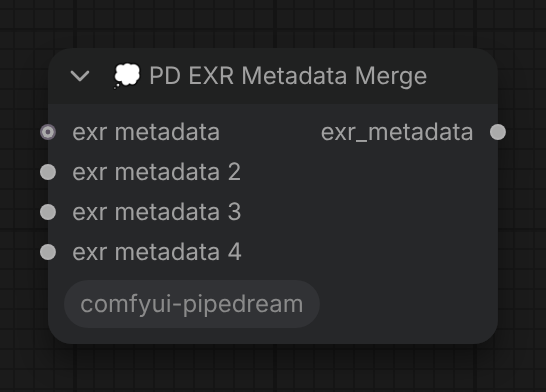 PD EXR Metadata Merge
exr metadata exr_metadata
exr metadata 2
exr metadata 3
exr metadata 4
comfyui-pipedream